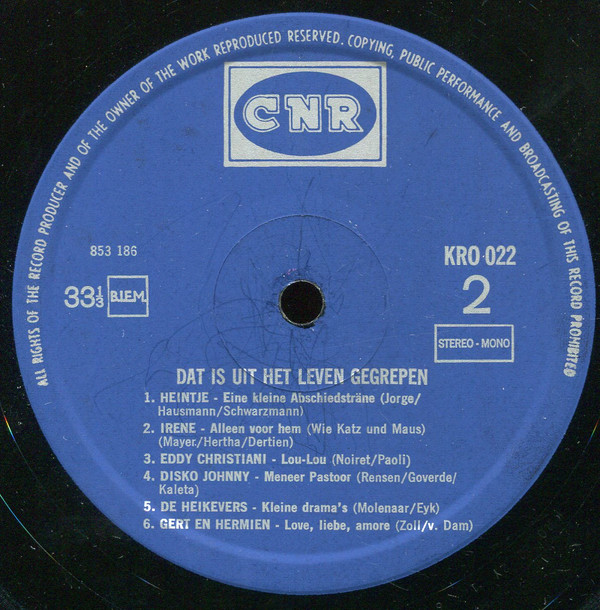 ALL RIGHTS OF THE RECORD PRODUCER AND OF THE OWNER OF THE WORK REPRODUCED RESERVED. COPYING, PUBLIC PERFORMANCE AND BROADCASTING OF THIS RECORD PROHIBITED
CNR
853 186
KRO 022
33 1/3 B.I.E.M.
2
STEREO - MONO
DAT IS UIT HET LEVEN GEGREPEN
1. HEINTJE - Eine kleine Abschiedsträne (Jorge/
Hausmann/Schwarzmann)
2. IRENE - Alleen voor hem (Wie Katz und Maus)
(Mayer/Hertha/Dertien)
3. EDDY CHRISTIANI - Lou-Lou (Noiret/Paoli)
4. DISKO JOHNNY - Meneer Pastoor (Rensen/Goverde/
Kaleta)
5. DE HEIKEVERS - Kleine drama's (Molenaar/Eyk)
6. GERT EN HERMIEN - Love, liebe, amore (Zoll/v. Dam)